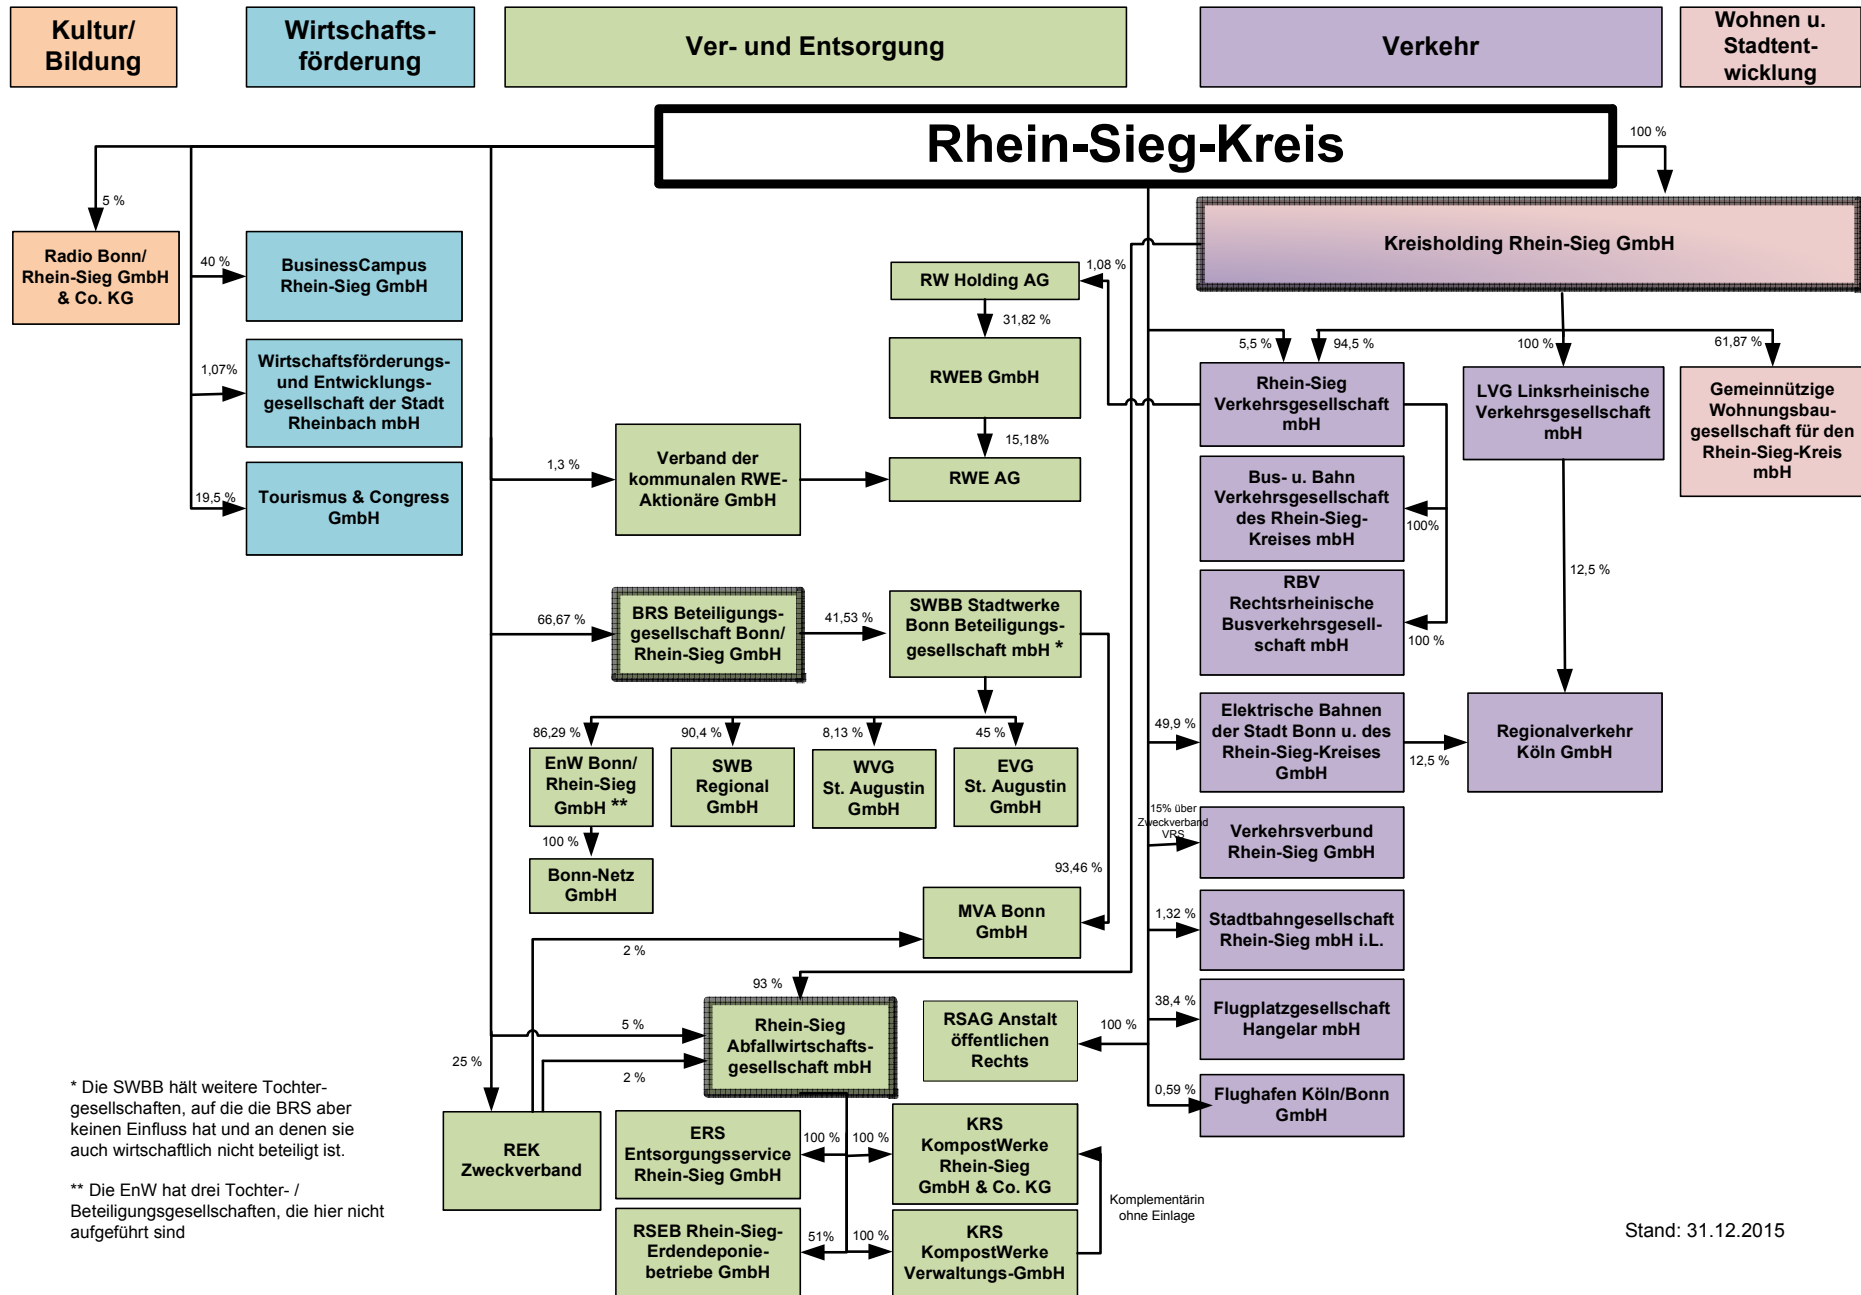 Kultur/
Bildung
Wirtschafts-
förderung
Ver- und Entsorgung
Verkehr
Wohnen u.
Stadtent-
wicklung
Rhein-Sieg-Kreis
100 %
Kreisholding Rhein-Sieg GmbH
5 %
Radio Bonn/
Rhein-Sieg GmbH
& Co. KG
40 %
BusinessCampus
Rhein-Sieg GmbH
1,07%
Wirtschaftsförderungs-
und Entwicklungs-
gesellschaft der Stadt
Rheinbach mbH
19,5 %
Tourismus & Congress
GmbH
RW Holding AG
1,08 %
31,82 %
RWEB GmbH
15,18%
1,3 %
Verband der
kommunalen RWE-
Aktionäre GmbH
RWE AG
5,5 %
94,5 %
100 %
61,87 %
Rhein-Sieg
Verkehrsgesellschaft
mbH
LVG Linksrheinische
Verkehrsgesellschaft
mbH
Gemeinnützige
Wohnungsbau-
gesellschaft für den
Rhein-Sieg-Kreis
mbH
Bus- u. Bahn
Verkehrsgesellschaft
des Rhein-Sieg-
Kreises mbH
100%
RBV
Rechtsrheinische
Busverkehrsgesell-
schaft mbH
100 %
12,5 %
66,67 %
BRS Beteiligungs-
gesellschaft Bonn/
Rhein-Sieg GmbH
41,53 %
SWBB Stadtwerke
Bonn Beteiligungs-
gesellschaft mbH *
86,29 %
90,4 %
8,13 %
45 %
EnW Bonn/
Rhein-Sieg
GmbH **
SWB
Regional
GmbH
WVG
St. Augustin
GmbH
EVG
St. Augustin
GmbH
100 %
Bonn-Netz
GmbH
93,46 %
MVA Bonn
GmbH
2 %
49,9 %
Elektrische Bahnen
der Stadt Bonn u. des
Rhein-Sieg-Kreises
GmbH
12,5 %
Regionalverkehr
Köln GmbH
15% über
Zweckverband
VRS
Verkehrsverbund
Rhein-Sieg GmbH
1,32 %
Stadtbahngesellschaft
Rhein-Sieg mbH i.L.
38,4 %
Flugplatzgesellschaft
Hangelar mbH
0,59 %
Flughafen Köln/Bonn
GmbH
93 %
5 %
2 %
Rhein-Sieg
Abfallwirtschafts-
gesellschaft mbH
RSAG Anstalt
öffentlichen
Rechts
100 %
25 %
REK
Zweckverband
ERS
Entsorgungsservice
Rhein-Sieg GmbH
100 %
100 %
KRS
KompostWerke
Rhein-Sieg
GmbH & Co. KG
RSEB Rhein-Sieg-
Erdendeponie-
betriebe GmbH
51%
100 %
KRS
KompostWerke
Verwaltungs-GmbH
Komplementärin
ohne Einlage
* Die SWBB hält weitere Tochter-
gesellschaften, auf die die BRS aber
keinen Einfluss hat und an denen sie
auch wirtschaftlich nicht beteiligt ist.
** Die EnW hat drei Tochter- /
Beteiligungsgesellschaften, die hier nicht
aufgeführt sind
Stand: 31.12.2015